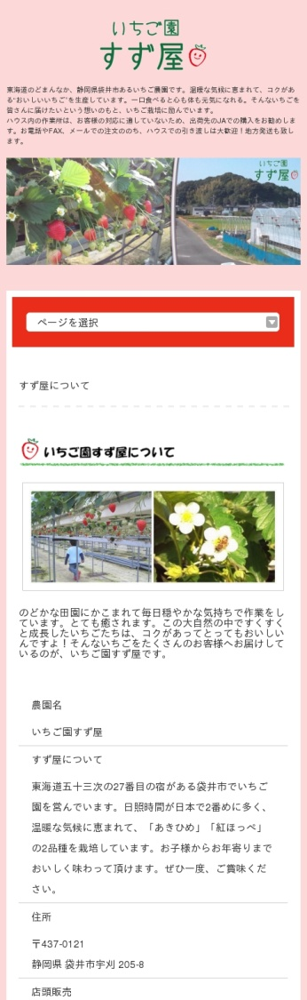 いちご園
すず屋
東海道のどまんなか、静岡県袋井市あるいちご農園です。温暖な気候に恵まれて、コクがあ
る“おいしいいちご”を生産しています。一口食べると心も体も元気になれる。そんないちごを
皆さんに届けたいという想いのもと、いちご栽培に励んでいます。
ハウス内の作業所は、お客様の対応に適していないため、出荷先のJAでの購入をお勧めしま
す。お電話やFAX、メールでの注文ののち、ハウスでの引き渡しは大歓迎！地方発送も致し
ます。
いちご園
すず屋
ページを選択
すず屋について
いちご園すず屋について
のどかな田園にかこまれて毎日穏やかな気持ちで作業をし
ています。とても癒されます。この大自然の中ですくすく
と成長したいちごたちは、コクがあってとってもおいしい
んですよ！そんないちごをたくさんのお客様へお届けして
いるのが、いちご園すず屋です。
農園名
いちご園すず屋
すず屋について
東海道五十三次の27番目の宿がある袋井市でいちご
園を営んでいます。日照時間が日本で2番めに多く、
温暖な気候に恵まれて、「あきひめ」「紅ほっぺ」
の2品種を栽培しています。お子様からお年寄りまで
おいしく味わって頂けます。ぜひ一度、ご賞味くだ
さい。
住所
〒437-0121
静岡県 袋井市宇刈 205-8
店頭販売